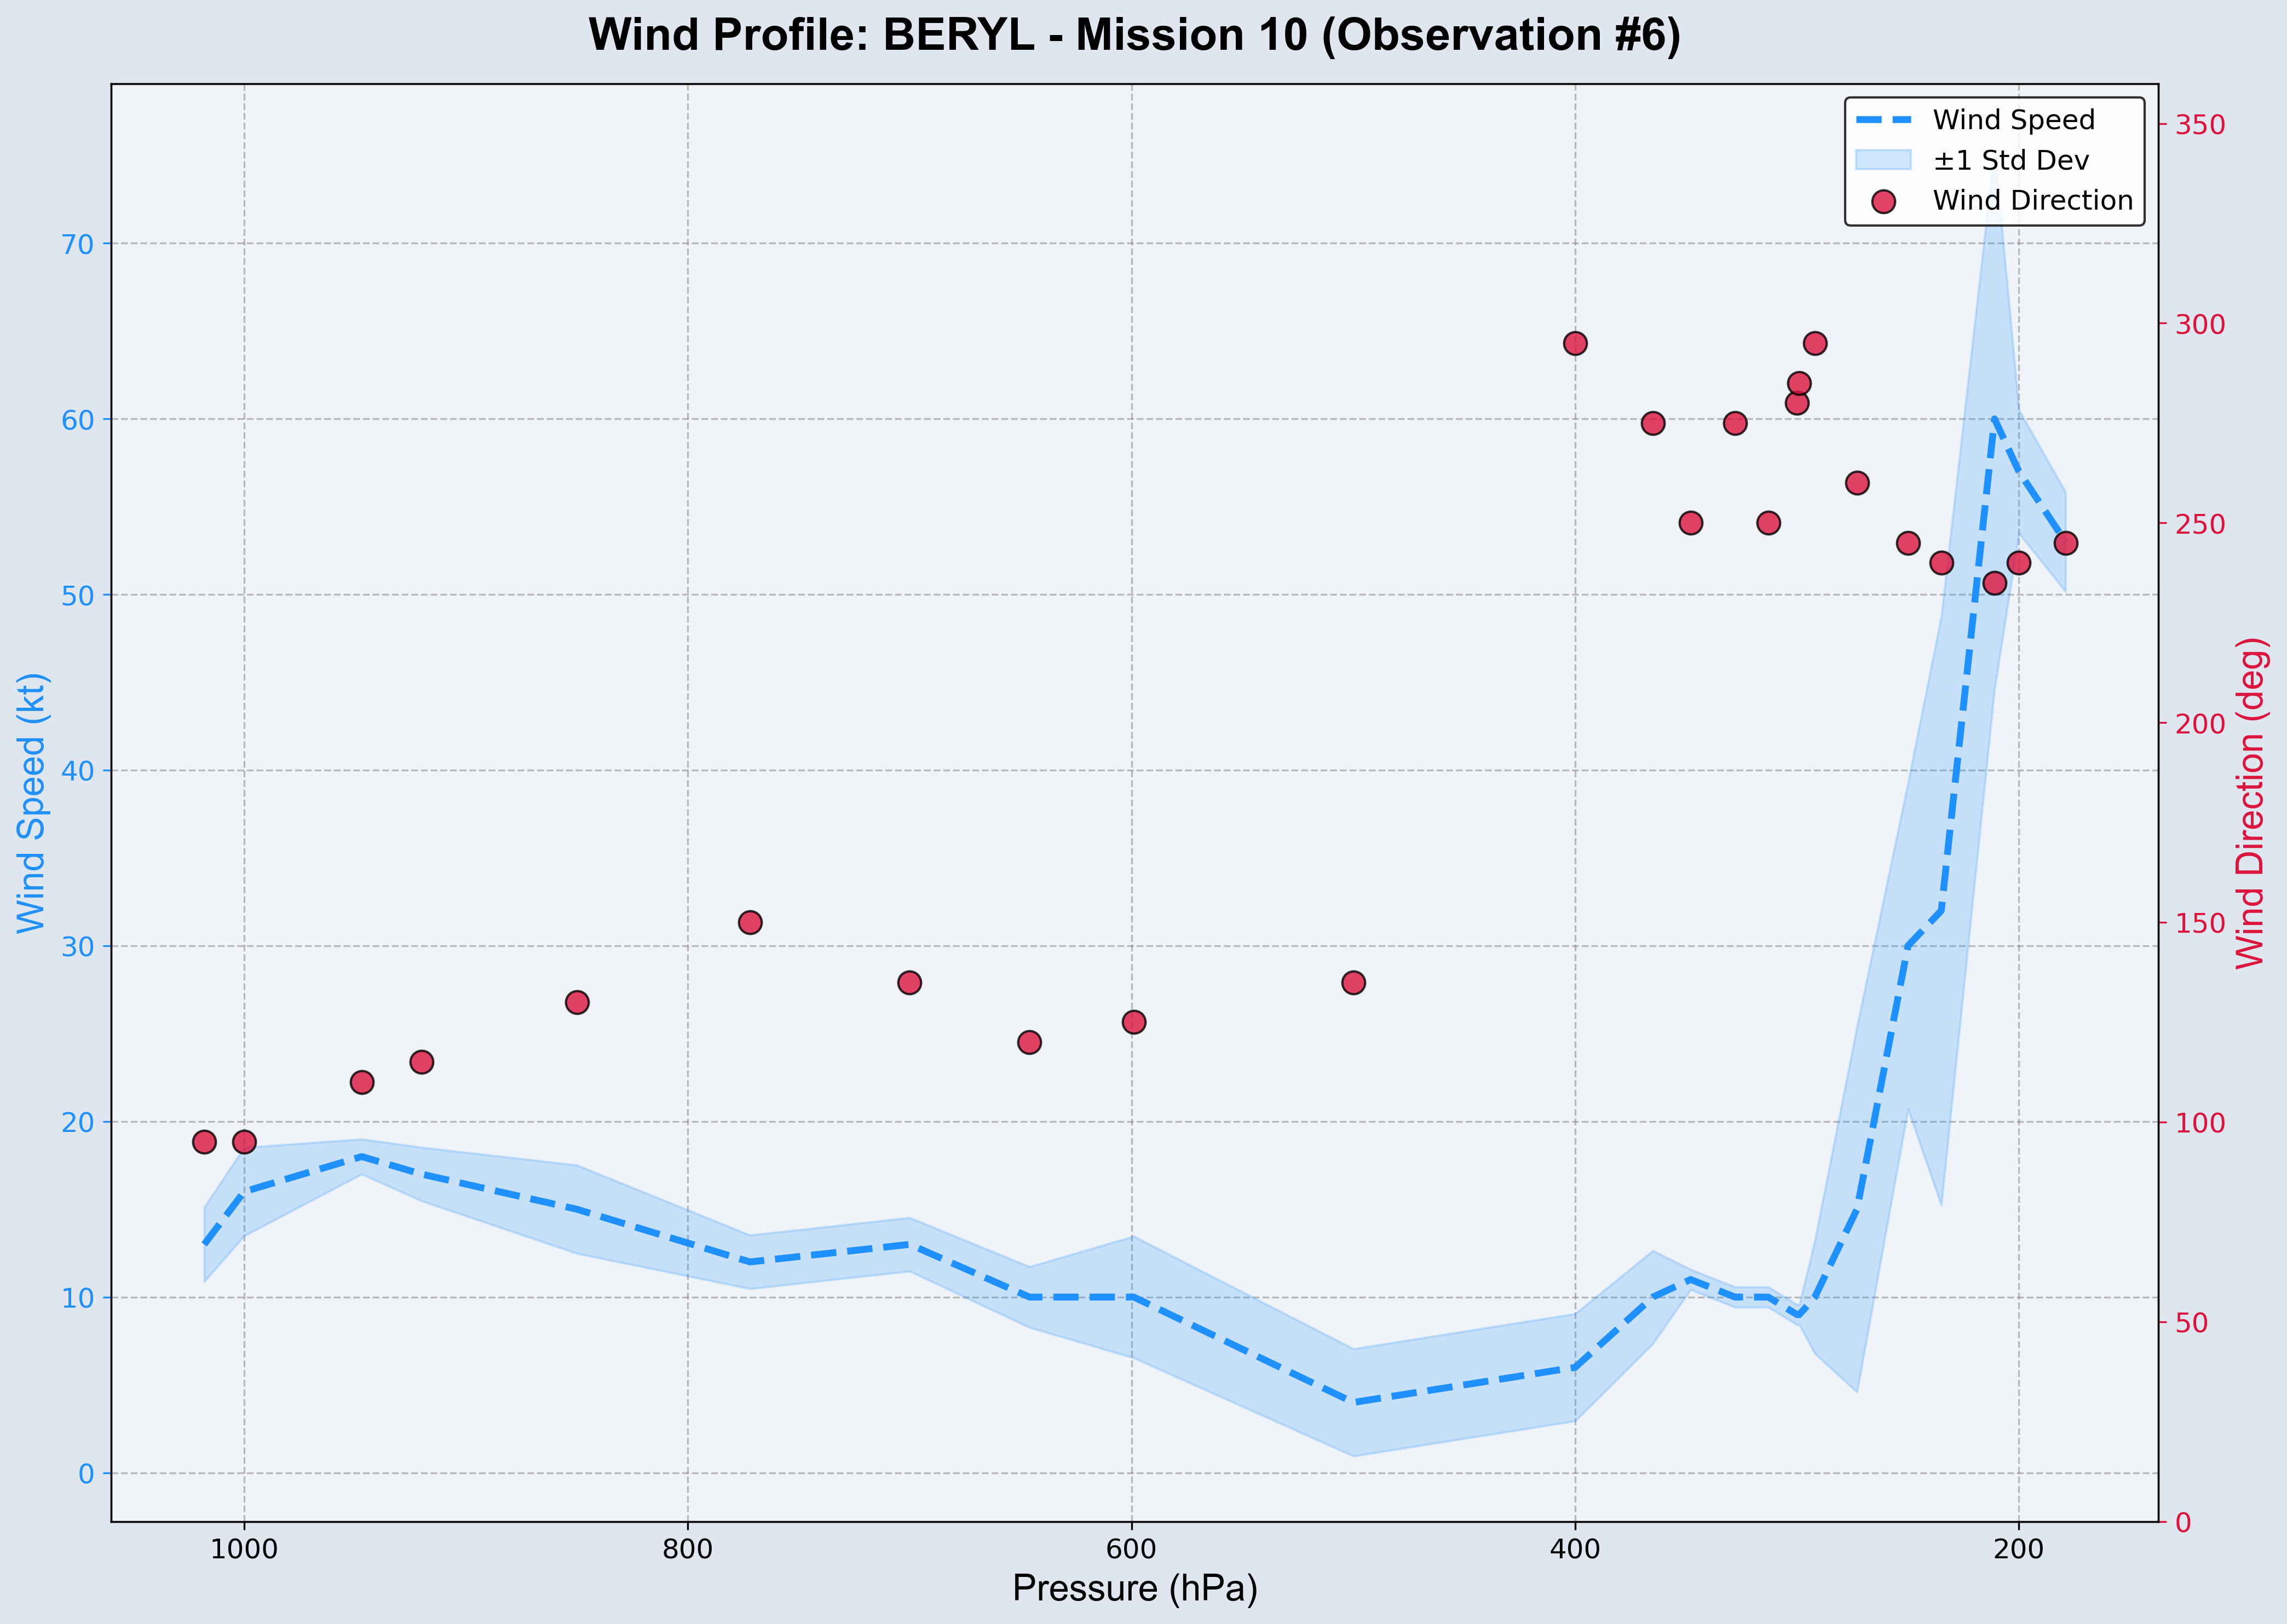 Wind Profile: BERYL - Mission 10 (Observation #6)
Wind Speed
±1 Std Dev
Wind Direction
Wind Speed (kt)
70
60
50
40
30
20
10
0
350
300
250
200
150
100
50
0
Wind Direction (deg)
1000 800 600 400 200
Pressure (hPa)